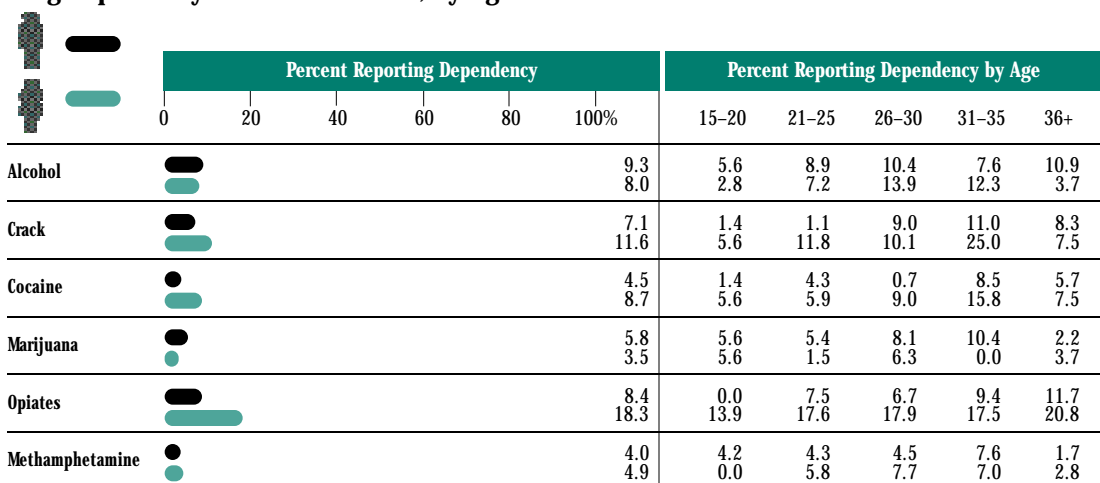 Percent Reporting Dependency Percent Reporting Dependency by Age
0 20 40 60 80 100% 15–20 21–25 26–30 31–35 36+
Alcohol
9.3 5.6 8.9 10.4 7.6 10.9
8.0 2.8 7.2 13.9 12.3 3.7
Crack
7.1 1.4 1.1 9.0 11.0 8.3
11.6 5.6 11.8 10.1 25.0 7.5
Cocaine
4.5 1.4 4.3 0.7 8.5 5.7
8.7 5.6 5.9 9.0 15.8 7.5
Marijuana
5.8 5.6 5.4 8.1 10.4 2.2
3.5 5.6 1.5 6.3 0.0 3.7
Opiates
8.4 0.0 7.5 6.7 9.4 11.7
18.3 13.9 17.6 17.9 17.5 20.8
Methamphetamine
4.0 4.2 4.3 4.5 7.6 1.7
4.9 0.0 5.8 7.7 7.0 2.8